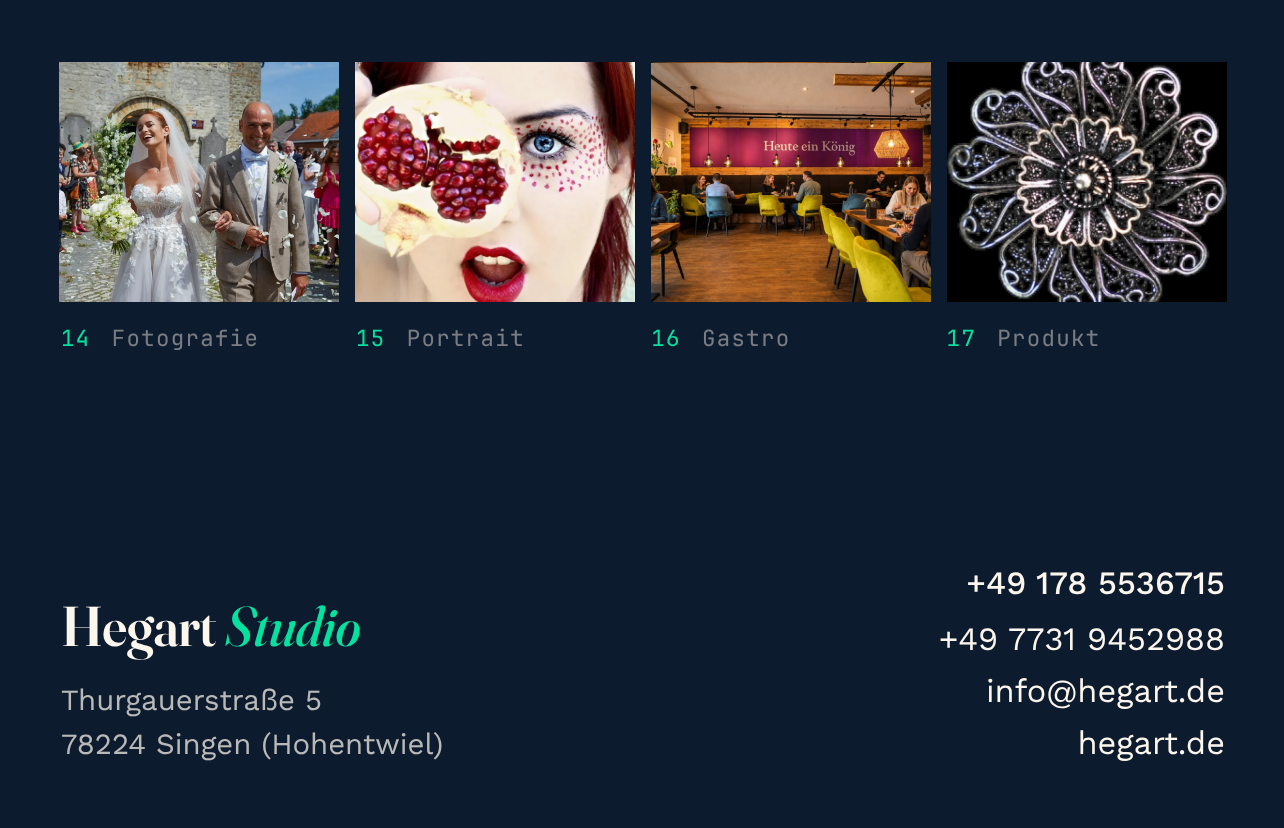 Heute ein König
14 Fotografie
15 Portrait
16 Gastro
17 Produkt
Hegart Studio
Thurgauerstraße 5
78224 Singen (Hohentwiel)
+49 178 5536715
+49 7731 9452988
info@hegart.de
hegart.de